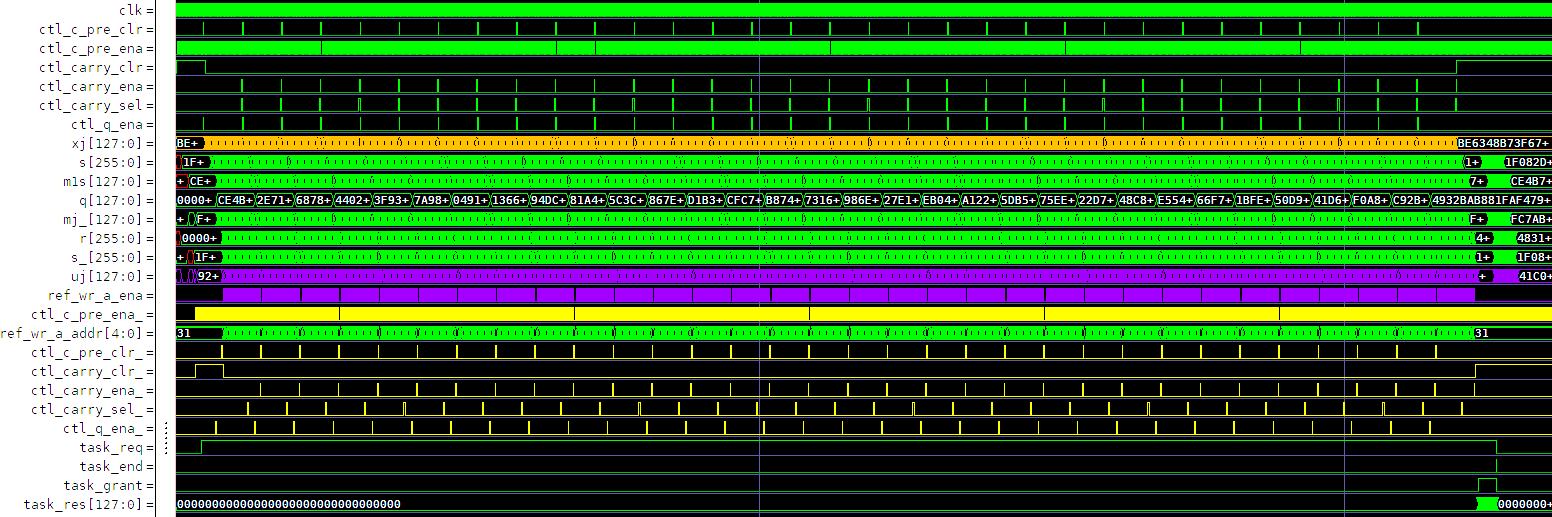 clk =
ctl_c_pre_clr =
ctl_c_pre_ena =
ctl_carry_clr =
ctl_carry_ena =
ctl_carry_sel =
ctl_q_ena =
xj[127:0] = BE+ BE6348B73F67+
s[255:0] = 1F+ 1+ 1F082D+
m1s[127:0] = + CE+ 7+ CE4B7+
q[127:0] = 0000+ CE4B+ 2E71+ 6878+ 4402+ 3F93+ 7A98+ 0491+ 1366+ 94DC+ 81A4+ 5C3C+ 867E+ D1B3+ CFC7+ B874+ 7316+ 986E+ 27E1+ EB04+ A122+ 5DB5+ 75EE+ 22D7+ 48C8+ E554+ 66F7+ 1BFE+ 50D9+ 41D6+ F0A8+ C92B+ 4932BAB881FAF479+
mj_[127:0] = + F+ F+ FC7AB+
r[255:0] = 0000+ 4+ 4831+
s_[255:0] = + 1F+ 1+ 1F08+
uj[127:0] = 92+ + 41C0+
ref_wr_a_ena =
ctl_c_pre_ena_ =
ref_wr_a_addr[4:0] = 31 31
ctl_c_pre_clr_ =
ctl_carry_clr_ =
ctl_carry_ena_ =
ctl_carry_sel_ =
ctl_q_ena_ =
task_req =
task_end =
task_grant =
task_res[127:0] = 00000000000000000000000000000000 0000000+